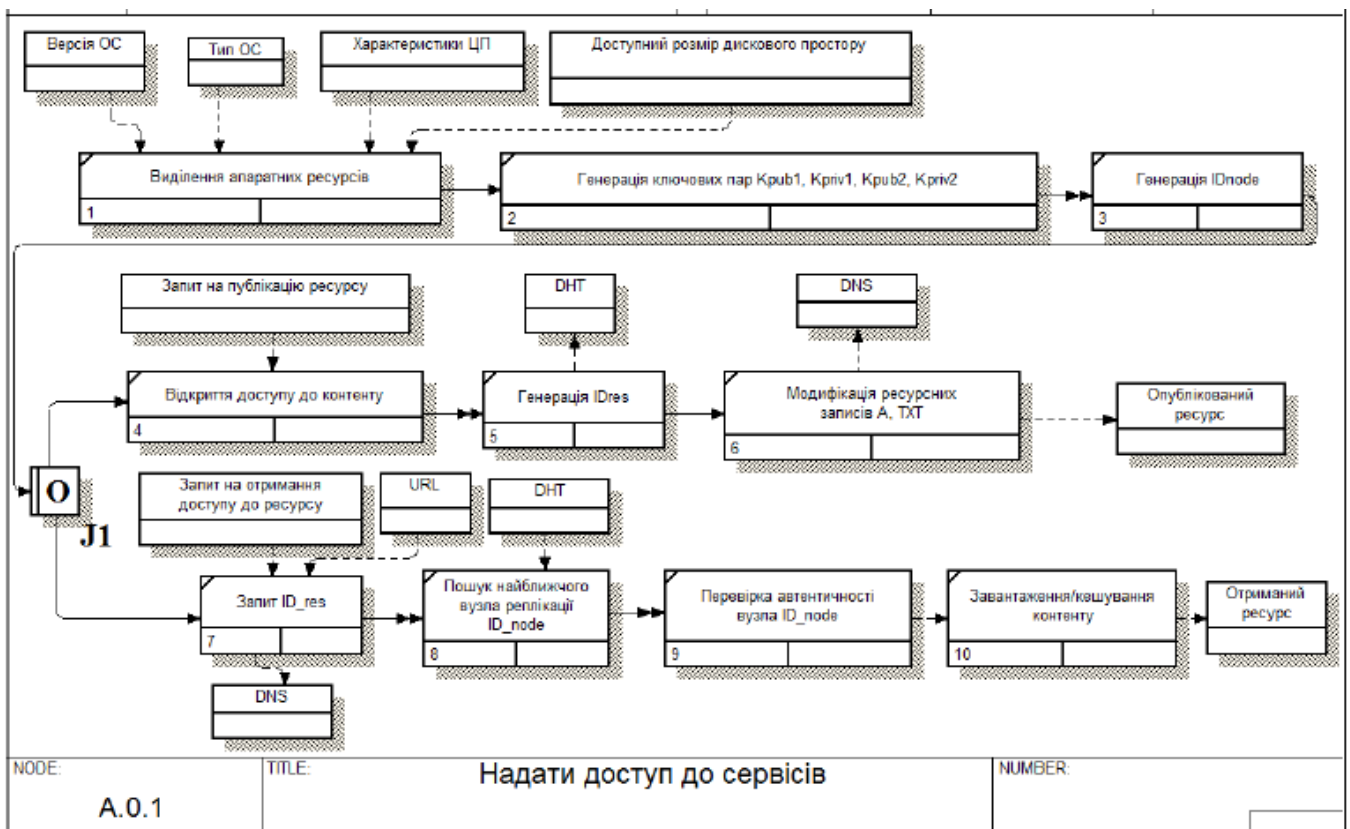 Версія ОС
Тип ОС
Характеристики ЦП
Доступний розмір дискового простору
Виділення апаратних ресурсів
1
Генерація ключових пар Kpub1, Kpriv1, Kpub2, Kpriv2
2
Генерація IDnode
3
Запит на публікацію ресурсу
DHT
DNS
Відкриття доступу до контенту
4
Генерація IDres
5
Модифікація ресурсних
записів A, TXT
6
Опублікований
ресурс
O
J1
Запит на отримання
доступу до ресурсу
URL
DHT
Запит ID_res
7
Пошук найближчого
вузла реплікації
ID_node
8
Перевірка автентичності
вузла ID_node
9
Завантаження/кешування
контенту
10
Отриманий
ресурс
DNS
NODE:
A.0.1
TITLE:
Надати доступ до сервісів
NUMBER: